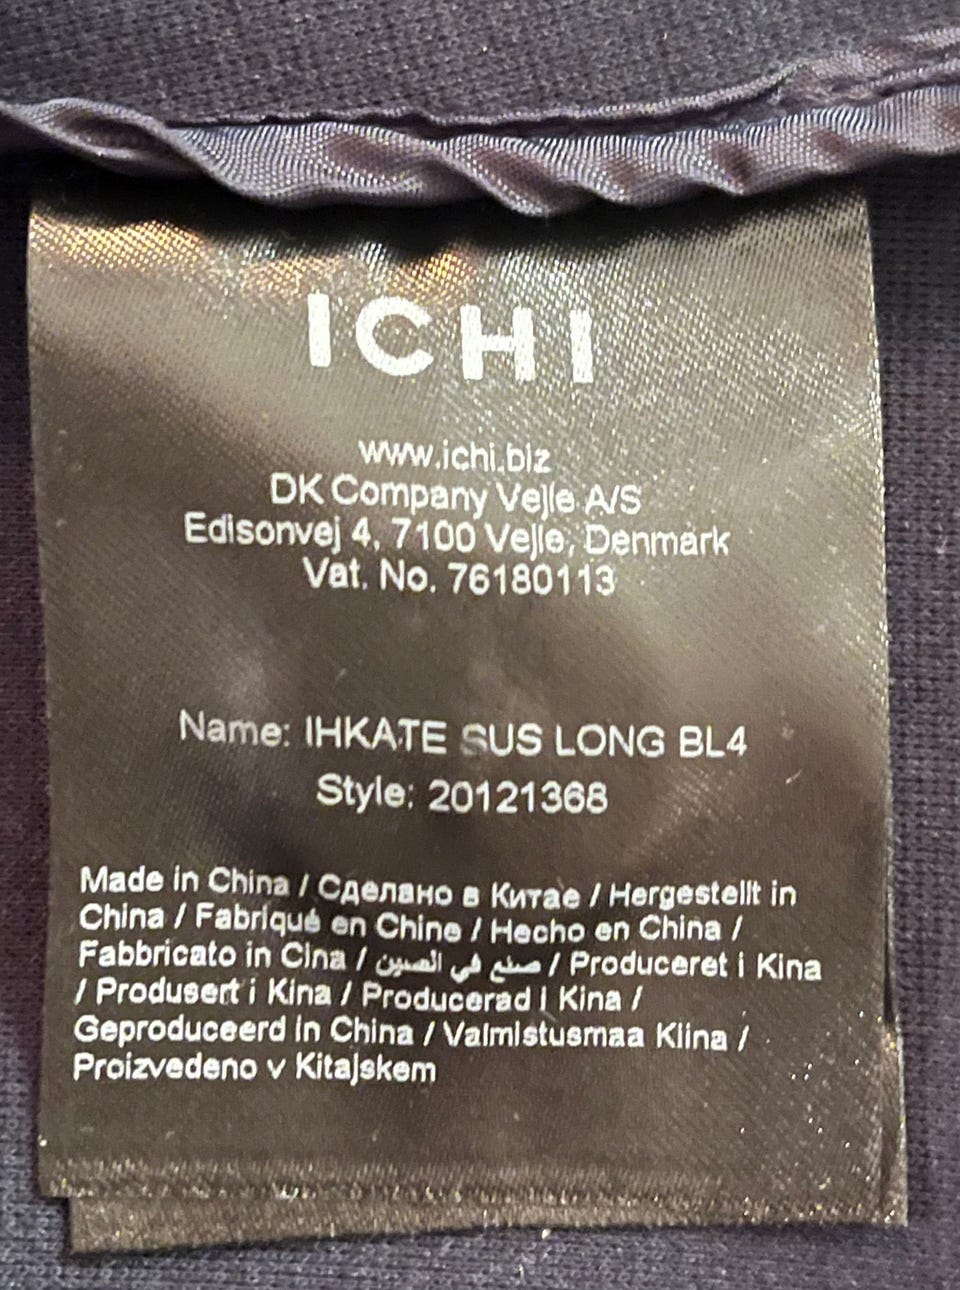 ICHI
www.ichi.biz
DK Company Vejle A/S
Edisonvej 4, 7100 Vejle, Denmark
Vat. No. 76180113
Name: IHKATE SUS LONG BL4
Style: 20121368
Made in China / Сделано в Китае / Hergestellt in
China / Fabriqué en Chine / Hecho en China /
Fabbricato in Cina / صنع في الصين / Produceret i Kina
/ Produsert i Kina / Producerad i Kina /
Geproduceerd in China / Valmistusmaa Kiina /
Proizvedeno v Kitajskem